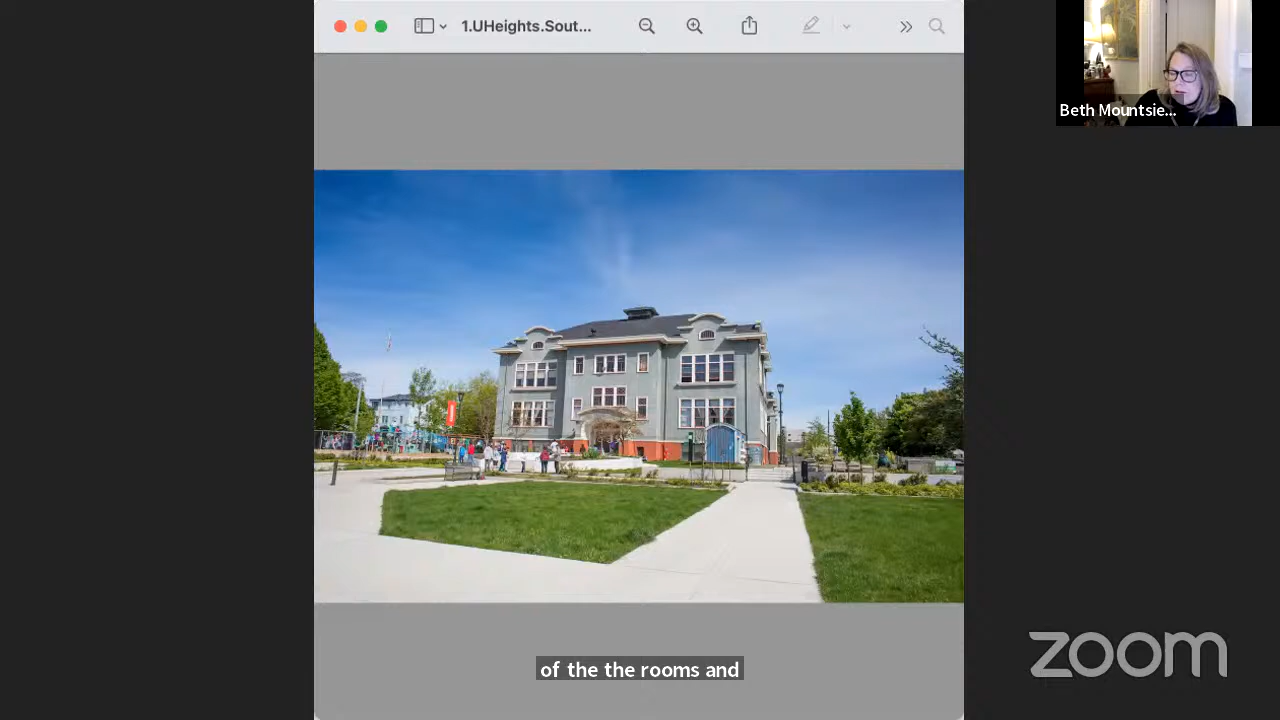 1.UHeights.Sout...
Beth Mountsie...
of the the rooms and
zoom